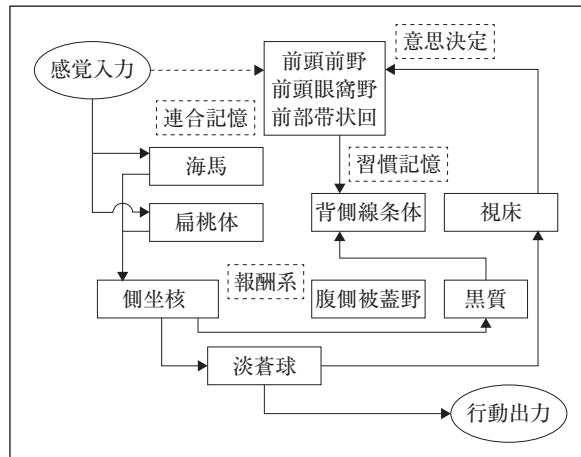 感覚入力
前頭前野
前頭眼窩野
前部帯状回
意思決定
連合記憶
海馬
習慣記憶
扁桃体
背側線条体
視床
側坐核
報酬系
腹側被蓋野
黒質
淡蒼球
行動出力